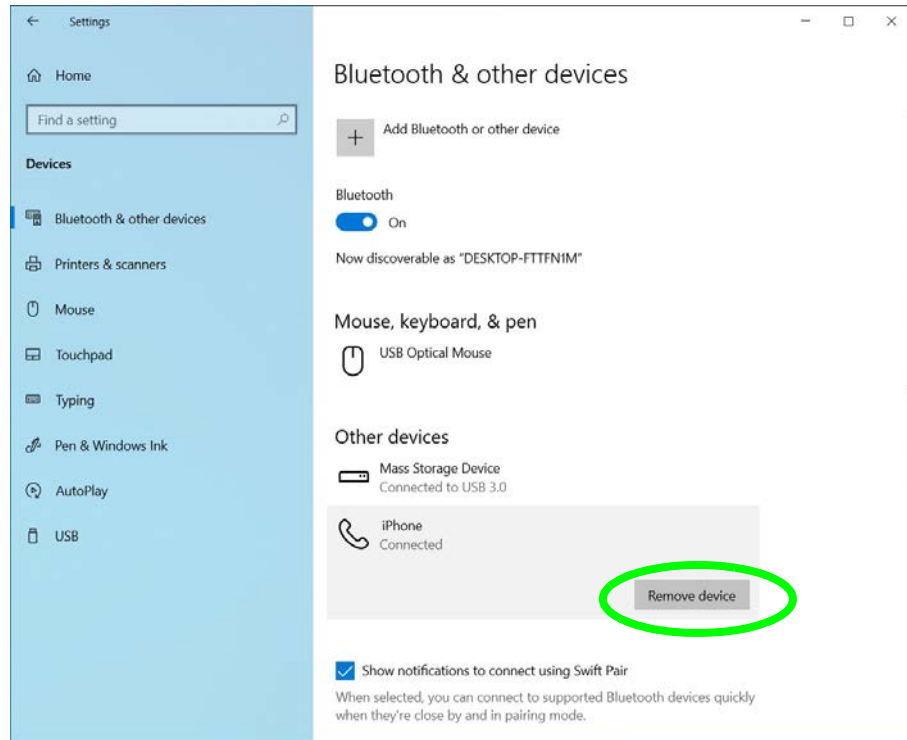 Settings
Home
Find a setting
Devices
Bluetooth & other devices
Printers & scanners
Mouse
Touchpad
Typing
Pen & Windows Ink
AutoPlay
USB
Bluetooth & other devices
Add Bluetooth or other device
Bluetooth
On
Now discoverable as "DESKTOP-FTTFN1M"
Mouse, keyboard, & pen
USB Optical Mouse
Other devices
Mass Storage Device
Connected to USB 3.0
iPhone
Connected
Remove device
Show notifications to connect using Swift Pair
When selected, you can connect to supported Bluetooth devices quickly
when they're close by and in pairing mode.